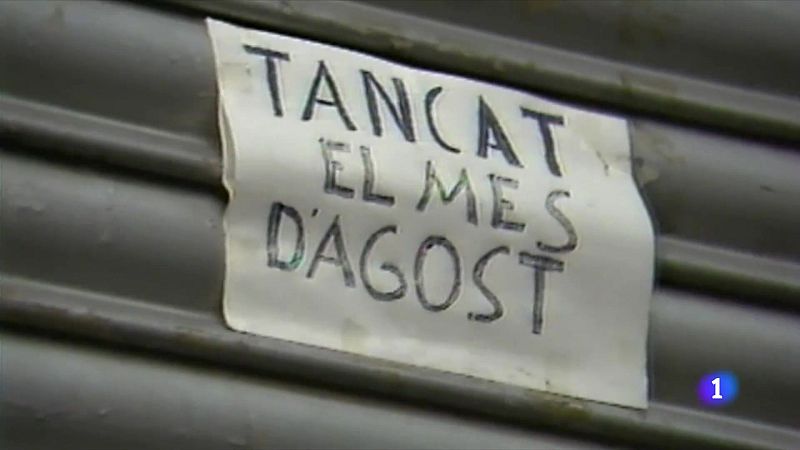 TANCAT
EL MES
D'AGOST
1